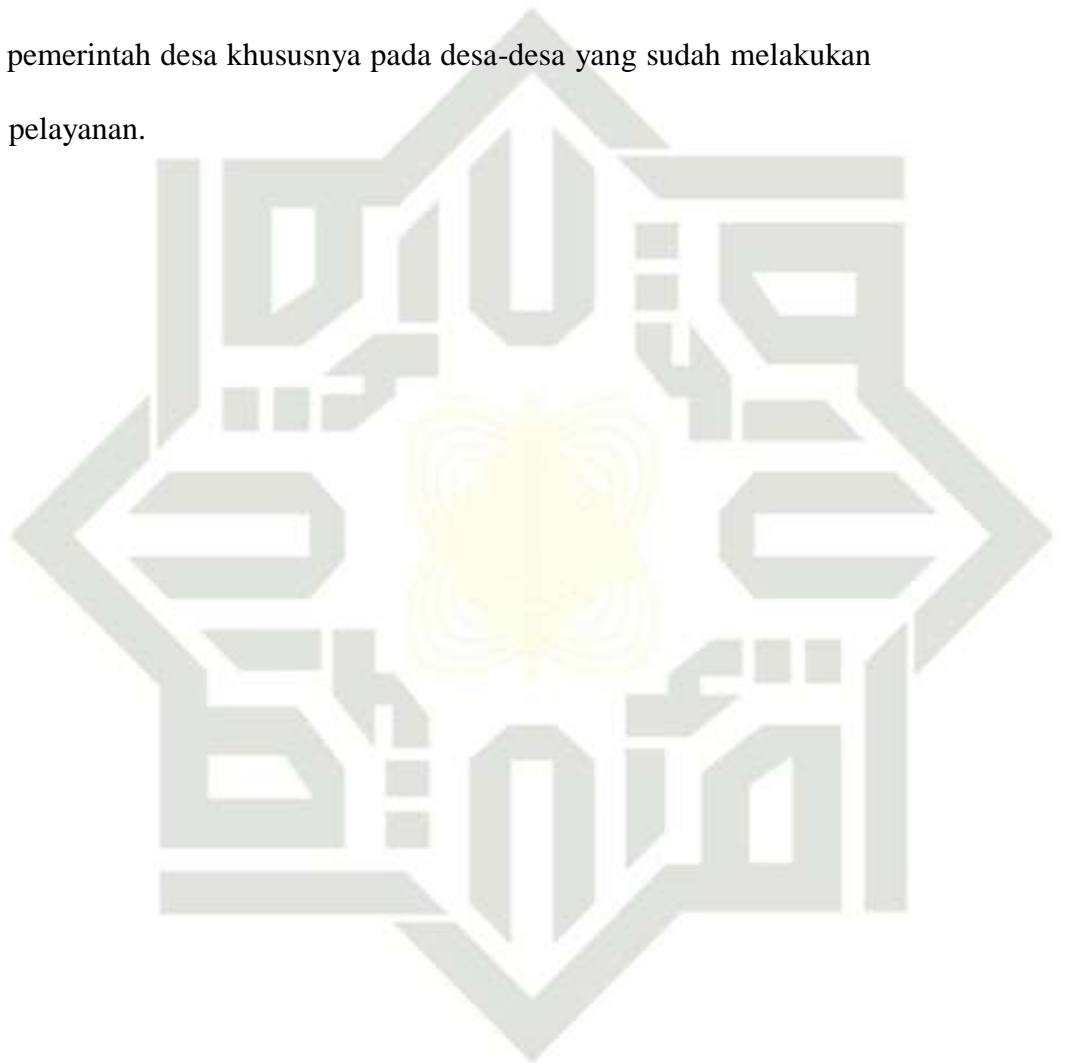 pemerintah desa khususnya pada desa-desa yang sudah melakukan
pelayanan.